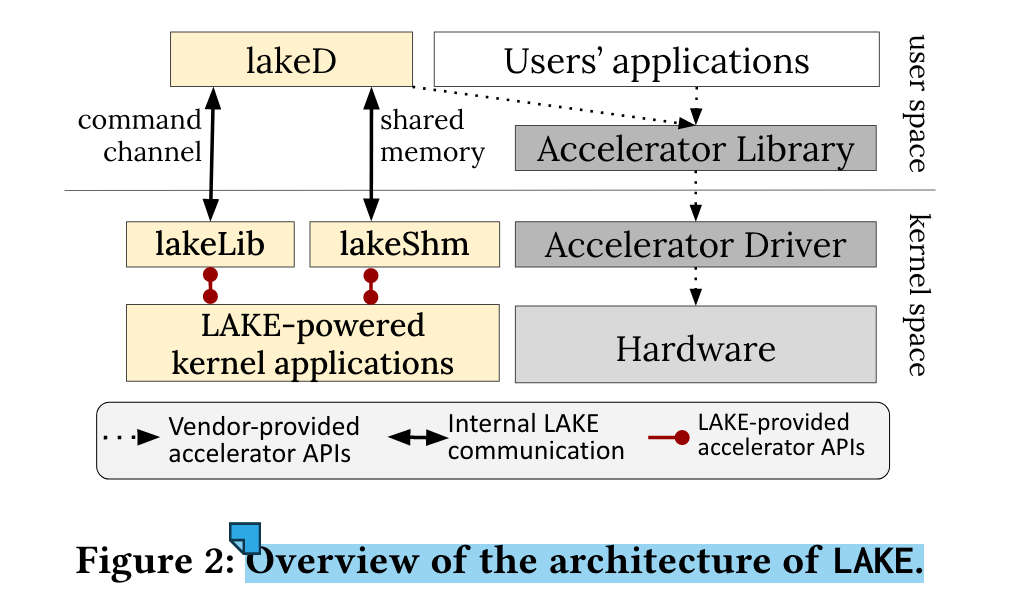 lakeD
Users’ applications
user space
command
channel
shared
memory
Accelerator Library
lakeLib
lakeShm
Accelerator Driver
kernel space
LAKE-powered
kernel applications
Hardware
Vendor-provided
accelerator APIs
Internal LAKE
communication
LAKE-provided
accelerator APIs
Figure 2: Overview of the architecture of LAKE.